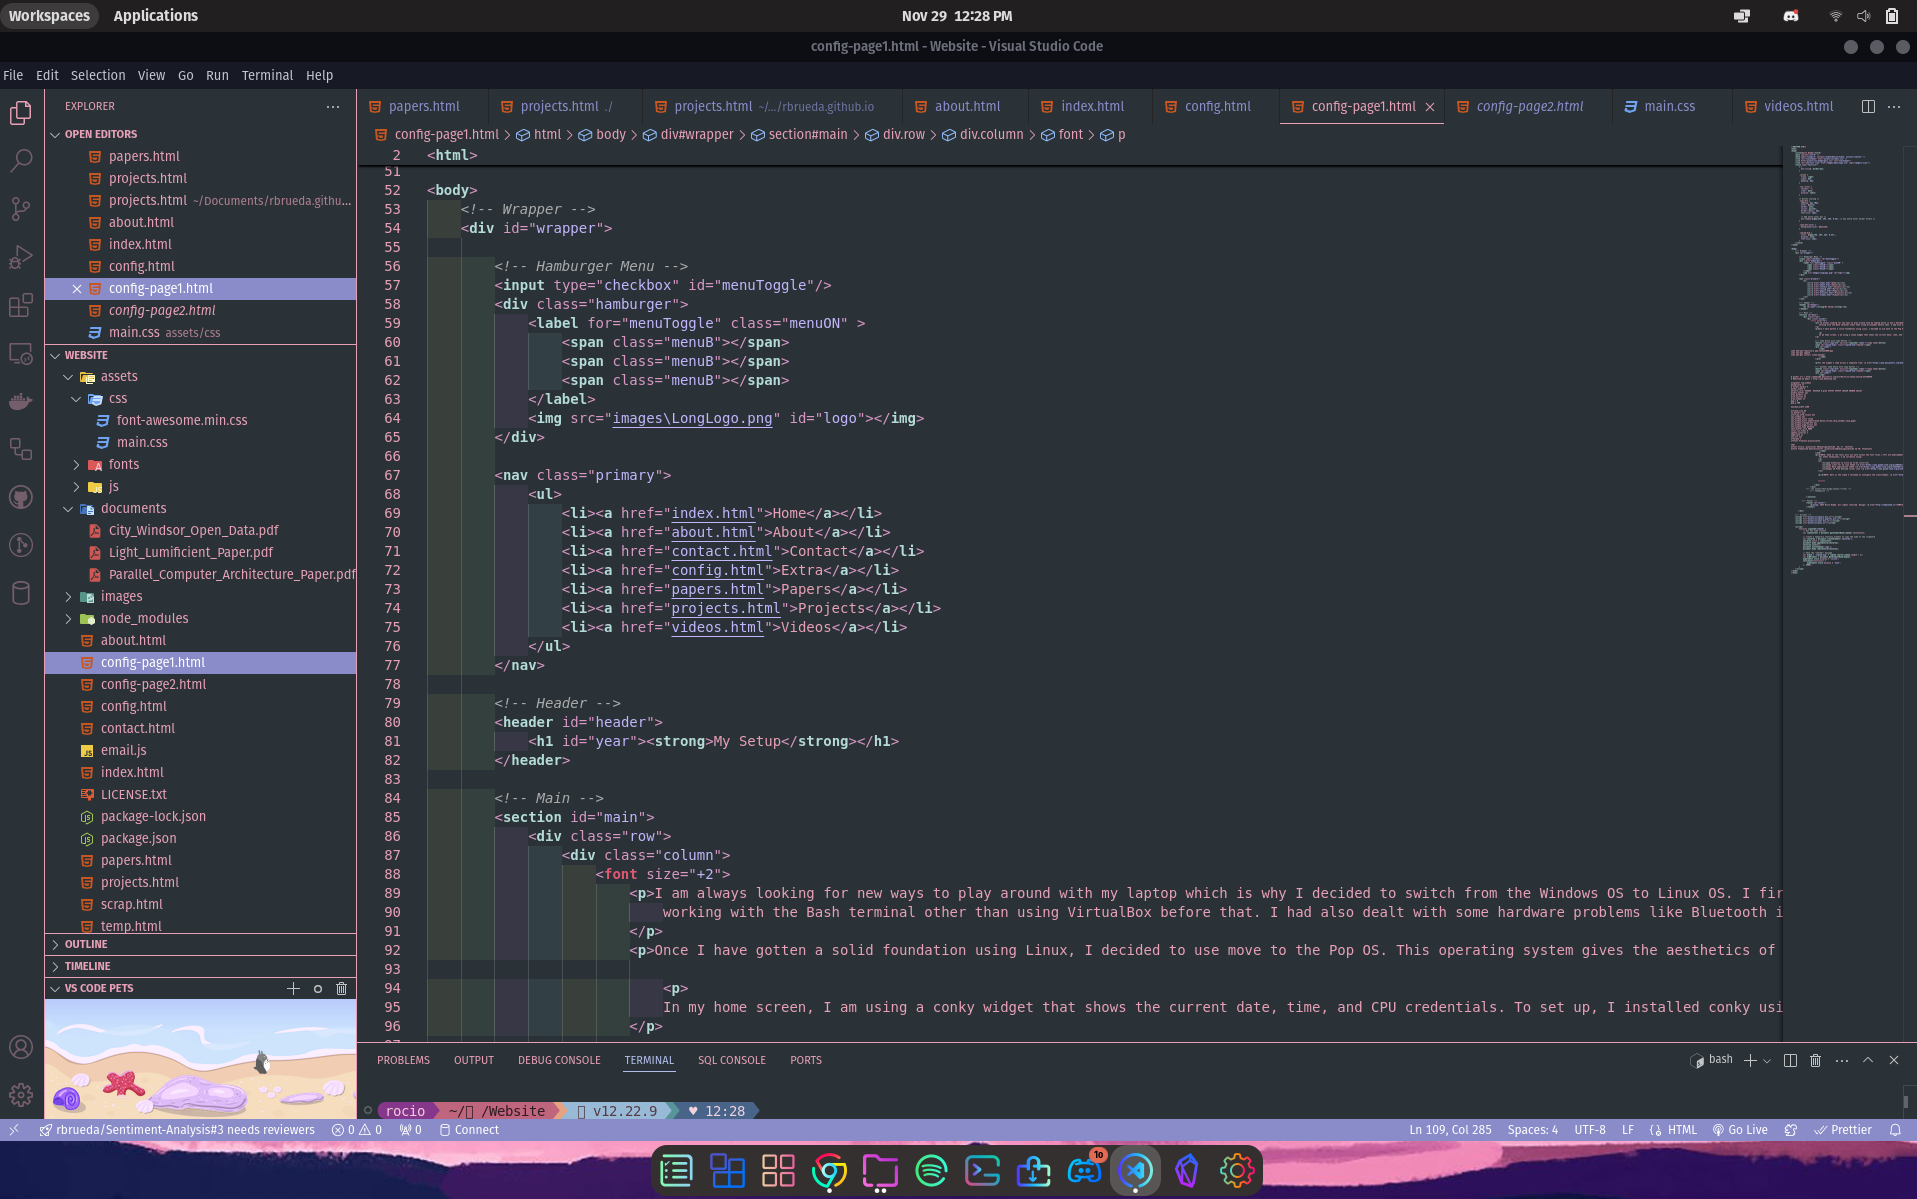 Workspaces Applications Nov 29 12:28 PM
config-page1.html - Website - Visual Studio Code
File Edit Selection View Go Run Terminal Help
EXPLORER
OPEN EDITORS
papers.html
projects.html
projects.html ~/Documents/rbrueda.githu...
about.html
index.html
config.html
config-page1.html
config-page2.html
main.css assets/css
WEBSITE
assets
css
font-awesome.min.css
main.css
fonts
js
documents
City_Windsor_Open_Data.pdf
Light_Lumificient_Paper.pdf
Parallel_Computer_Architecture_Paper.pdf
images
node_modules
about.html
config-page1.html
config-page2.html
config.html
contact.html
email.js
index.html
LICENSE.txt
package-lock.json
package.json
papers.html
projects.html
scrap.html
temp.html
OUTLINE
TIMELINE
VS CODE PETS
papers.html projects.html ./ projects.html ~/.../rbrueda.github.io about.html index.html config.html config-page1.html config-page2.html main.css videos.html
config-page1.html > html > body > div#wrapper > section#main > div.row > div.column > font > p
2 <html>
51
52 <body>
53 <!-- Wrapper -->
54 <div id="wrapper">
55
56 <!-- Hamburger Menu -->
57 <input type="checkbox" id="menuToggle"/>
58 <div class="hamburger">
59 <label for="menuToggle" class="menuON" >
60 <span class="menuB"></span>
61 <span class="menuB"></span>
62 <span class="menuB"></span>
63 </label>
64 <img src="images\LongLogo.png" id="logo"></img>
65 </div>
66
67 <nav class="primary">
68 <ul>
69 <li><a href="index.html">Home</a></li>
70 <li><a href="about.html">About</a></li>
71 <li><a href="contact.html">Contact</a></li>
72 <li><a href="config.html">Extra</a></li>
73 <li><a href="papers.html">Papers</a></li>
74 <li><a href="projects.html">Projects</a></li>
75 <li><a href="videos.html">Videos</a></li>
76 </ul>
77 </nav>
78
79 <!-- Header -->
80 <header id="header">
81 <h1 id="year"><strong>My Setup</strong></h1>
82 </header>
83
84 <!-- Main -->
85 <section id="main">
86 <div class="row">
87 <div class="column">
88 <font size="+2">
89 <p>I am always looking for new ways to play around with my laptop which is why I decided to switch from the Windows OS to Linux OS. I fir
90 working with the Bash terminal other than using VirtualBox before that. I had also dealt with some hardware problems like Bluetooth i
91 </p>
92 <p>Once I have gotten a solid foundation using Linux, I decided to use move to the Pop OS. This operating system gives the aesthetics of
93
94 <p>
95 In my home screen, I am using a conky widget that shows the current date, time, and CPU credentials. To set up, I installed conky usi
96 </p>
PROBLEMS OUTPUT DEBUG CONSOLE TERMINAL SQL CONSOLE PORTS bash
rocio ~/ /Website v12.22.9 ♥ 12:28
rbrueda/Sentiment-Analysis#3 needs reviewers 0 0 0 Connect Ln 109, Col 285 Spaces: 4 UTF-8 LF HTML Go Live Prettier
10